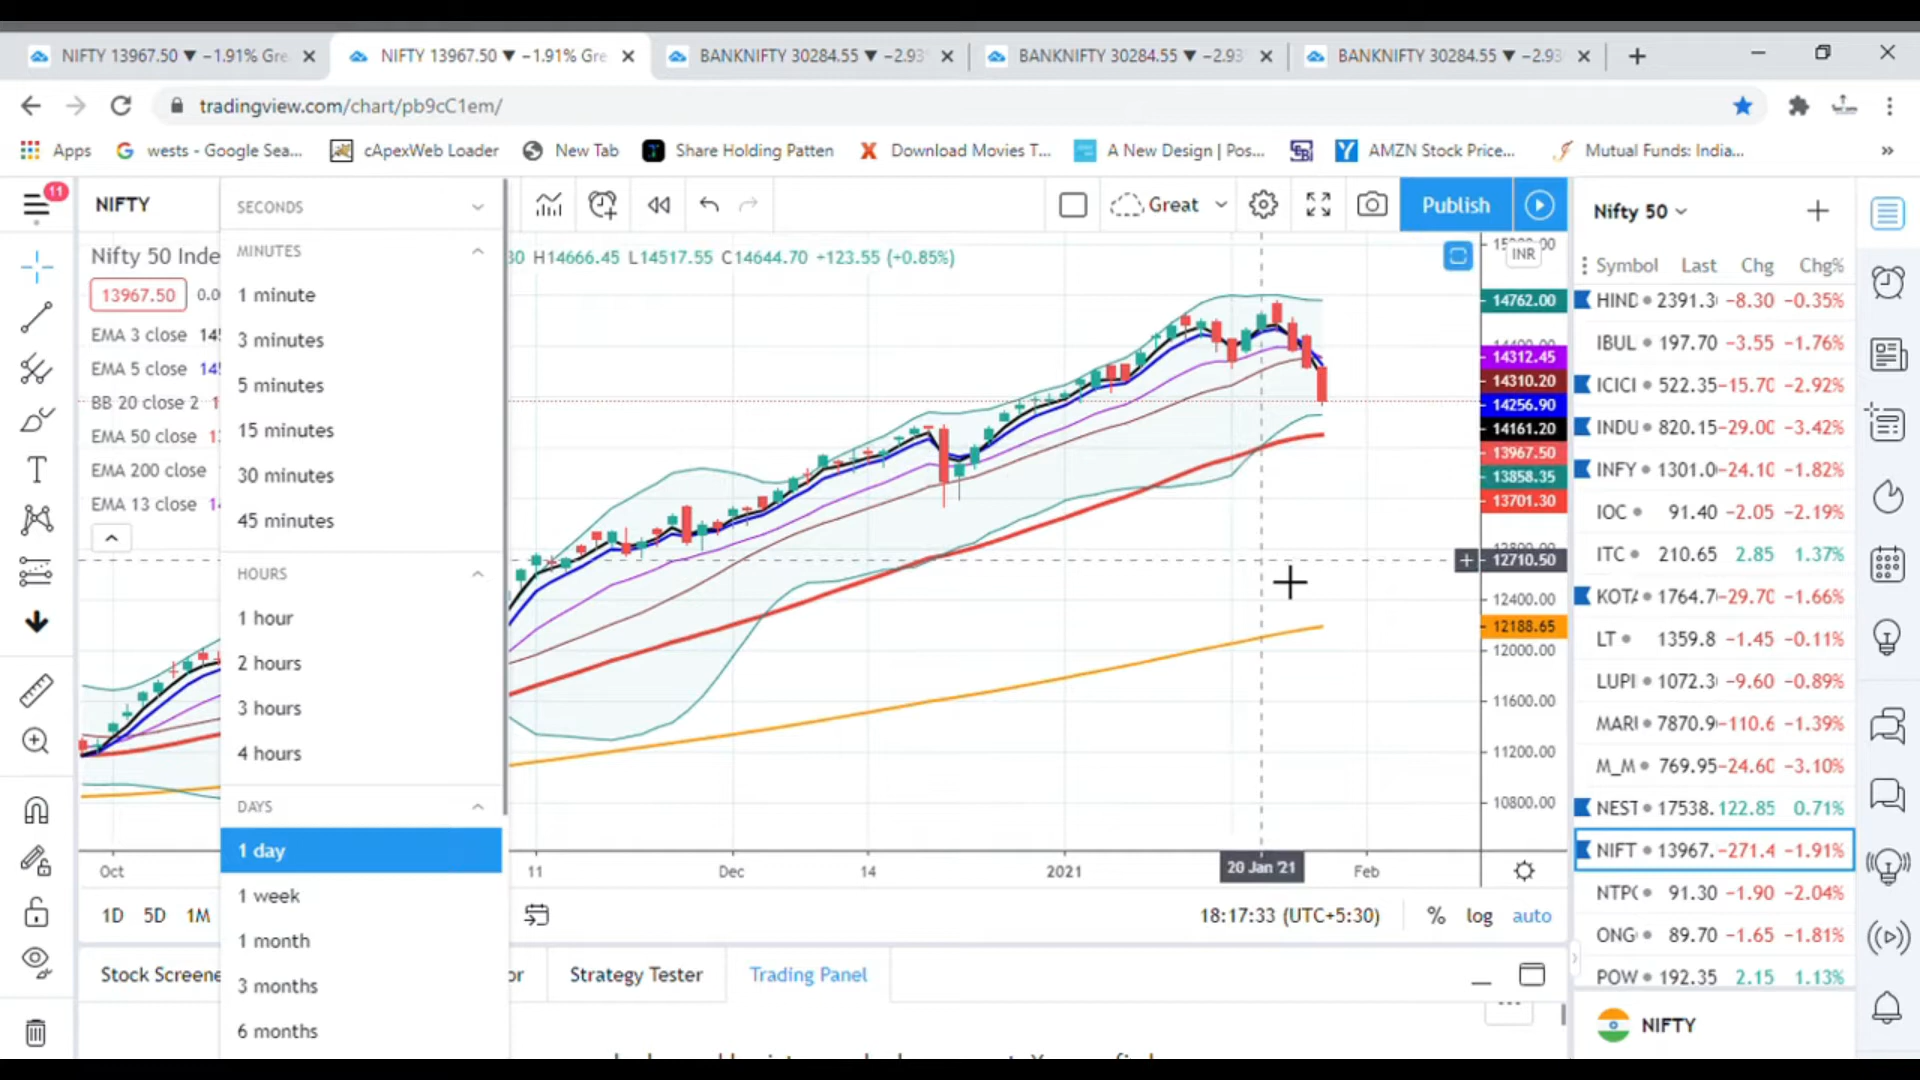 NIFTY 13967.50 ▼ −1.91% Gre
NIFTY 13967.50 ▼ −1.91% Gre
BANKNIFTY 30284.55 ▼ −2.93
BANKNIFTY 30284.55 ▼ −2.93
BANKNIFTY 30284.55 ▼ −2.93
tradingview.com/chart/pb9cC1em/
Apps
wests - Google Sea...
cApexWeb Loader
New Tab
Share Holding Patten
Download Movies T...
A New Design | Pos...
AMZN Stock Price...
Mutual Funds: India...
»
11
NIFTY
Great
Publish
Nifty 50
Nifty 50 Inde
30 H14666.45 L14517.55 C14644.70 +123.55 (+0.85%)
13967.50
0.0
EMA 3 close 14
EMA 5 close 14
BB 20 close 2 1
EMA 50 close 1
EMA 200 close
EMA 13 close 1
SECONDS
MINUTES
1 minute
3 minutes
5 minutes
15 minutes
30 minutes
45 minutes
HOURS
1 hour
2 hours
3 hours
4 hours
DAYS
1 day
1 week
1 month
3 months
6 months
INR
14762.00
14312.45
14310.20
14256.90
14161.20
13967.50
13858.35
13701.30
12710.50
12400.00
12188.65
12000.00
11600.00
11200.00
10800.00
Oct
11
Dec
14
2021
20 Jan '21
Feb
1D 5D 1M
18:17:33 (UTC+5:30)
% log auto
Stock Screene
or
Strategy Tester
Trading Panel
Symbol Last Chg Chg%
HIND 2391.3 −8.30 −0.35%
IBUL 197.70 −3.55 −1.76%
ICICI 522.35 −15.70 −2.92%
INDU 820.15 −29.00 −3.42%
INFY 1301.0 −24.10 −1.82%
IOC 91.40 −2.05 −2.19%
ITC 210.65 2.85 1.37%
KOTA 1764.7 −29.70 −1.66%
LT 1359.8 −1.45 −0.11%
LUPI 1072.3 −9.60 −0.89%
MARU 7870.9 −110.6 −1.39%
M_M 769.95 −24.60 −3.10%
NEST 17538. 122.85 0.71%
NIFT 13967. −271.4 −1.91%
NTPC 91.30 −1.90 −2.04%
ONG 89.70 −1.65 −1.81%
POW 192.35 2.15 1.13%
NIFTY